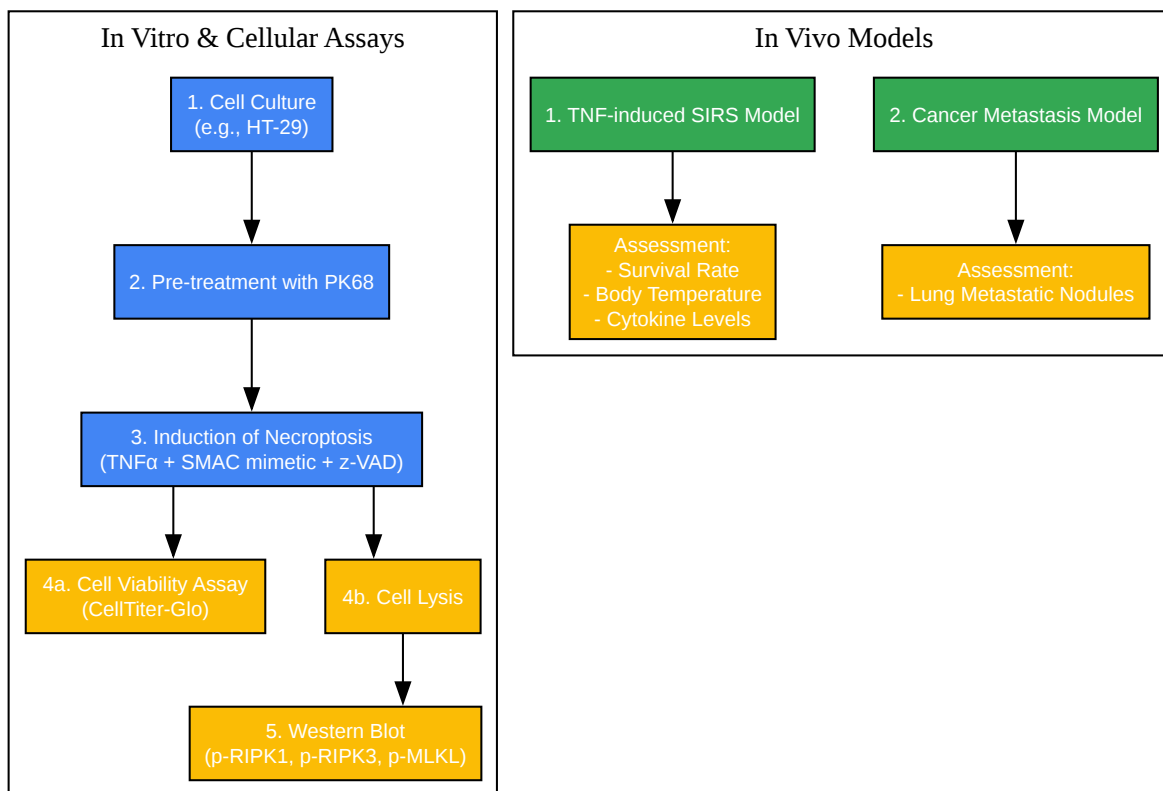 In Vitro & Cellular Assays
1. Cell Culture
(e.g., HT-29)
2. Pre-treatment with PK68
3. Induction of Necroptosis
(TNFα + SMAC mimetic + z-VAD)
4a. Cell Viability Assay
(CellTiter-Glo)
4b. Cell Lysis
5. Western Blot
(p-RIPK1, p-RIPK3, p-MLKL)
In Vivo Models
1. TNF-induced SIRS Model
Assessment:
- Survival Rate
- Body Temperature
- Cytokine Levels
2. Cancer Metastasis Model
Assessment:
- Lung Metastatic Nodules